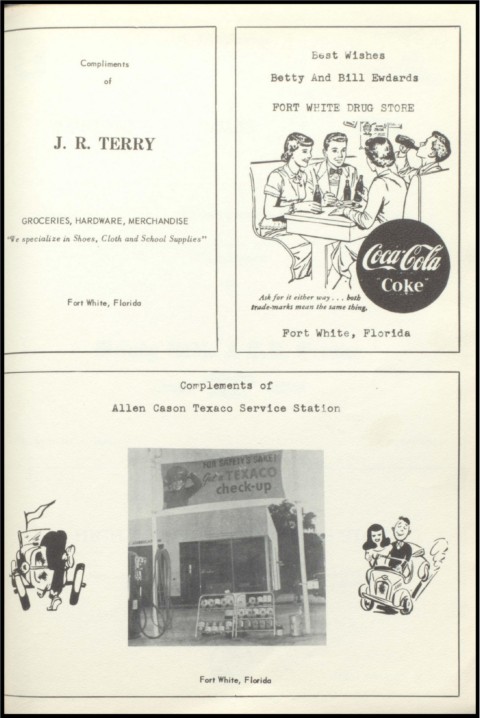 Compliments
of
J. R. TERRY
GROCERIES, HARDWARE, MERCHANDISE
"We specialize in Shoes, Cloth and School Supplies"
Fort White, Florida
Best Wishes
Betty And Bill Ewdards
FORT WHITE DRUG STORE
Coca-Cola
"Coke"
Ask for it either way . . . both
trade-marks mean the same thing.
Fort White, Florida
Complements of
Allen Cason Texaco Service Station
FOR SAFETY'S SAKE!
Get a TEXACO
check-up
Fort White, Florida